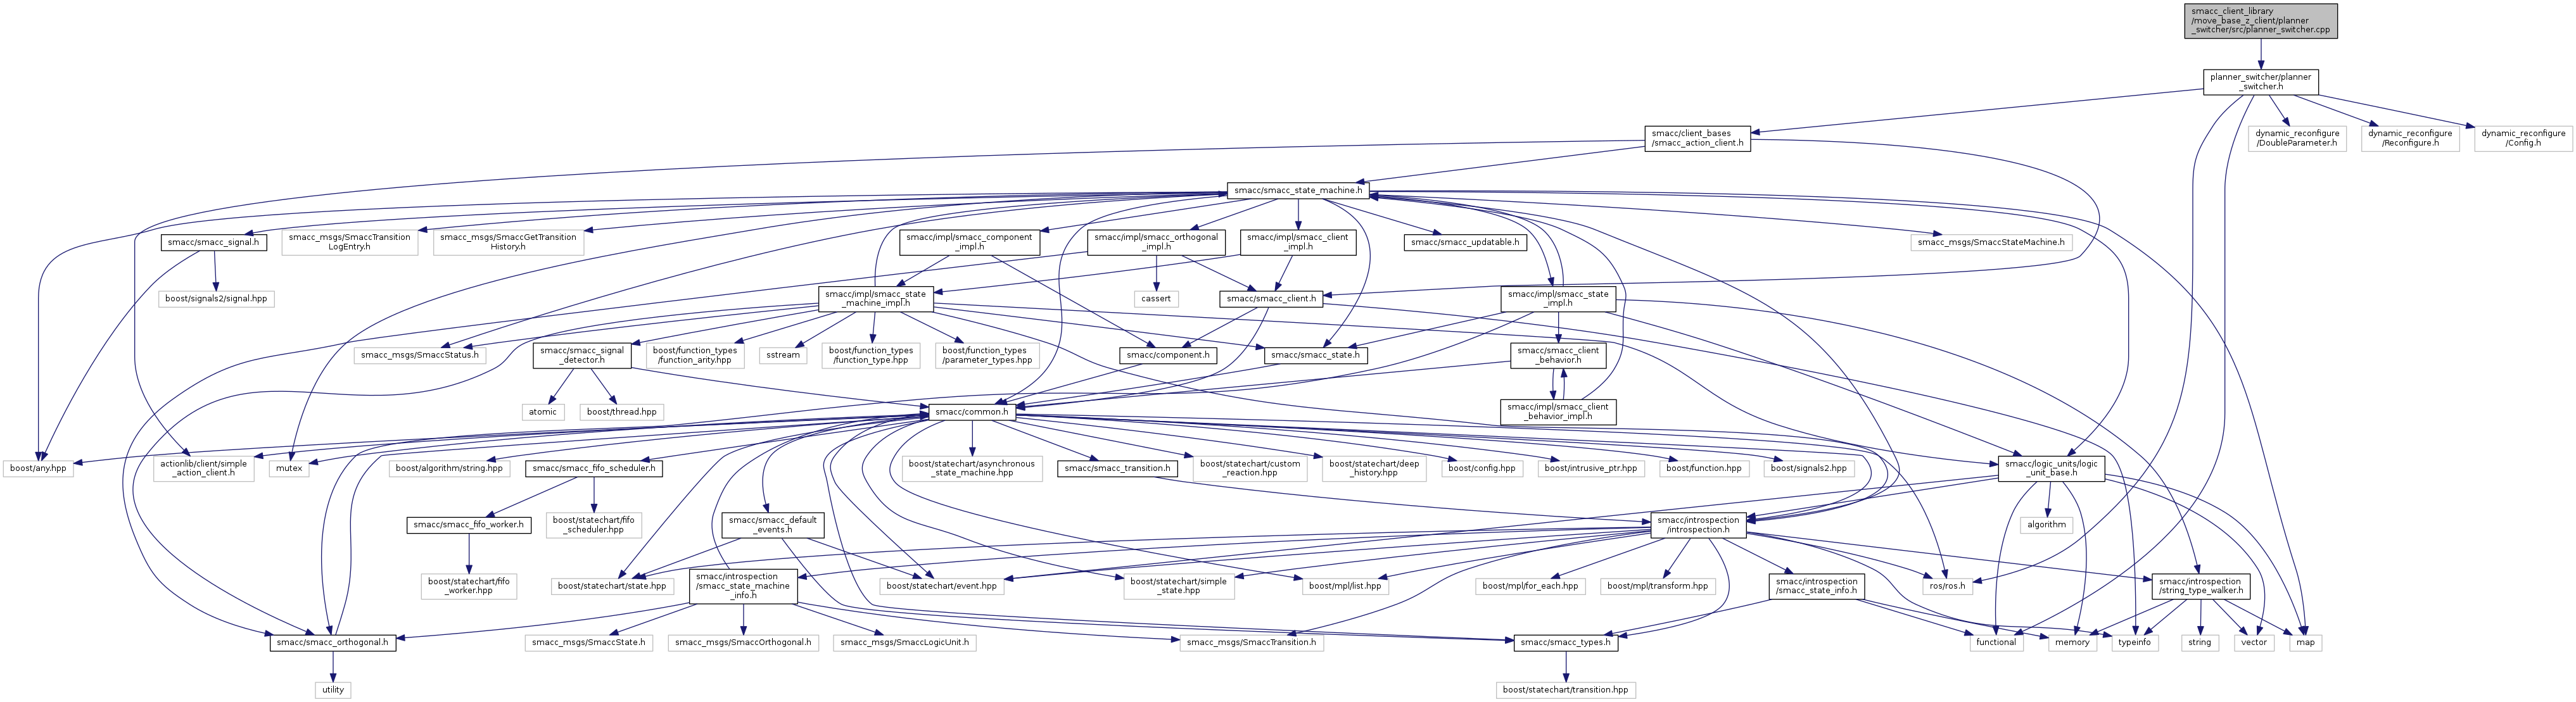 smacc_client_library
/move_base_z_client/planner
_switcher/src/planner_switcher.cpp
planner_switcher/planner
_switcher.h
smacc/client_bases
/smacc_action_client.h
dynamic_reconfigure
/DoubleParameter.h
dynamic_reconfigure
/Reconfigure.h
dynamic_reconfigure
/Config.h
smacc/smacc_state_machine.h
smacc/smacc_signal.h
smacc_msgs/SmaccTransition
LogEntry.h
smacc_msgs/SmaccGetTransition
History.h
smacc/impl/smacc_component
_impl.h
smacc/impl/smacc_orthogonal
_impl.h
smacc/impl/smacc_client
_impl.h
smacc/smacc_updatable.h
smacc_msgs/SmaccStateMachine.h
boost/signals2/signal.hpp
smacc/impl/smacc_state
_machine_impl.h
cassert
smacc/smacc_client.h
smacc/impl/smacc_state
_impl.h
smacc_msgs/SmaccStatus.h
smacc/smacc_signal
_detector.h
boost/function_types
/function_arity.hpp
sstream
boost/function_types
/function_type.hpp
boost/function_types
/parameter_types.hpp
smacc/component.h
smacc/smacc_state.h
smacc/smacc_client
_behavior.h
atomic
boost/thread.hpp
smacc/common.h
smacc/impl/smacc_client
_behavior_impl.h
boost/any.hpp
actionlib/client/simple
_action_client.h
mutex
boost/algorithm/string.hpp
smacc/smacc_fifo_scheduler.h
boost/statechart/asynchronous
_state_machine.hpp
smacc/smacc_transition.h
boost/statechart/custom
_reaction.hpp
boost/statechart/deep
_history.hpp
boost/config.hpp
boost/intrusive_ptr.hpp
boost/function.hpp
boost/signals2.hpp
smacc/logic_units/logic
_unit_base.h
smacc/smacc_fifo_worker.h
boost/statechart/fifo
_scheduler.hpp
smacc/smacc_default
_events.h
smacc/introspection
/introspection.h
algorithm
boost/statechart/fifo
_worker.hpp
boost/statechart/state.hpp
smacc/introspection
/smacc_state_machine
_info.h
boost/statechart/event.hpp
boost/statechart/simple
_state.hpp
boost/mpl/list.hpp
boost/mpl/for_each.hpp
boost/mpl/transform.hpp
smacc/introspection
/smacc_state_info.h
ros/ros.h
smacc/introspection
/string_type_walker.h
smacc/smacc_orthogonal.h
smacc_msgs/SmaccState.h
smacc_msgs/SmaccOrthogonal.h
smacc_msgs/SmaccLogicUnit.h
smacc_msgs/SmaccTransition.h
smacc/smacc_types.h
functional
memory
typeinfo
string
vector
map
utility
boost/statechart/transition.hpp